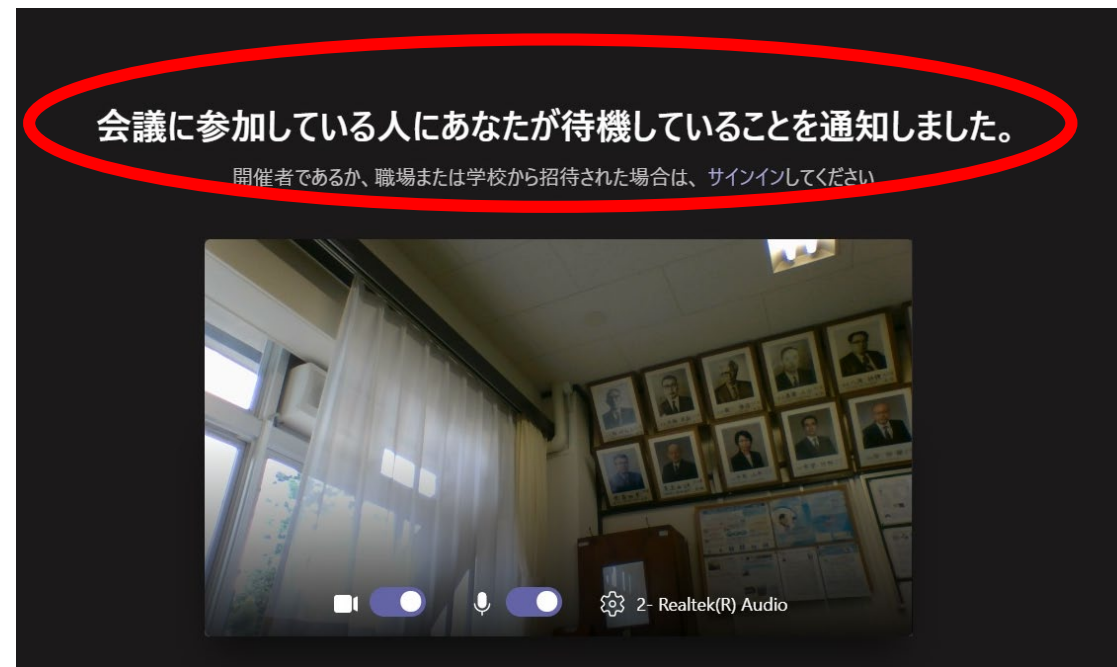 会議に参加している人にあなたが待機していることを通知しました。
開催者であるか、職場または学校から招待された場合は、サインインしてください
2- Realtek(R) Audio